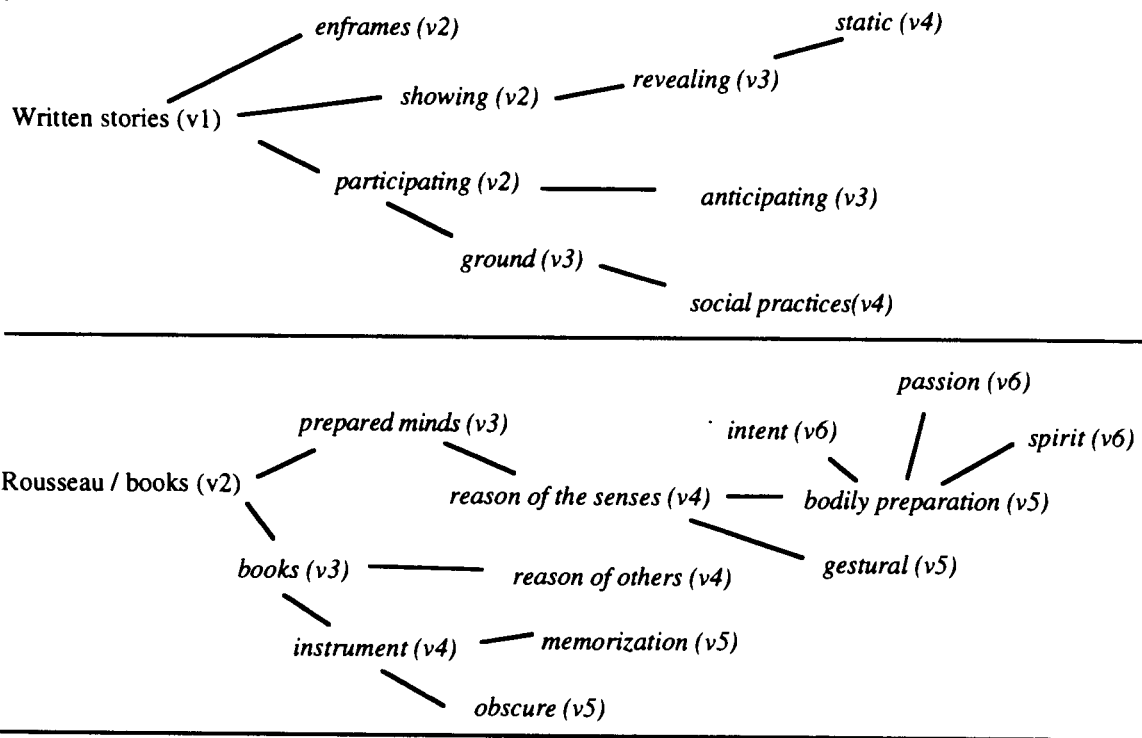 enframes (v2)
static (v4)
showing (v2)
revealing (v3)
Written stories (v1)
participating (v2)
anticipating (v3)
ground (v3)
social practices(v4)
passion (v6)
prepared minds (v3)
intent (v6)
spirit (v6)
Rousseau / books (v2)
reason of the senses (v4)
bodily preparation (v5)
books (v3)
reason of others (v4)
gestural (v5)
instrument (v4)
memorization (v5)
obscure (v5)